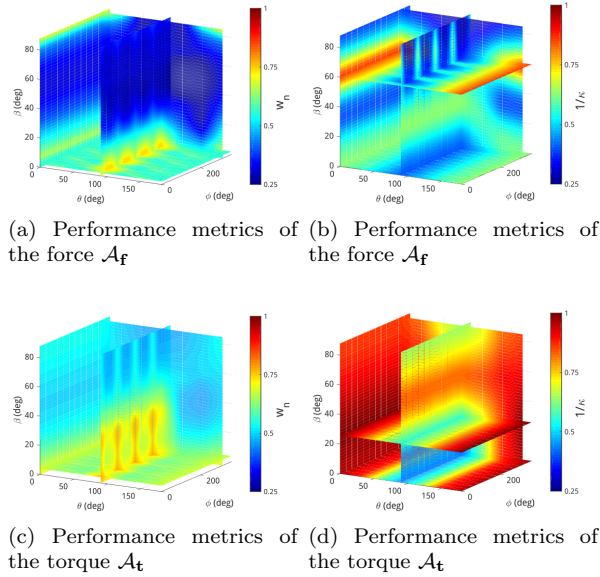 80
60
40
20
0
β (deg)
0
50
100
150
θ (deg)
0
200
ϕ (deg)
1
0.75
0.5
0.25
w_n
80
60
40
20
0
β (deg)
0
50
100
150
θ (deg)
0
200
ϕ (deg)
1
0.75
0.5
0.25
1/κ
(a) Performance metrics of
the force 𝒜_f
(b) Performance metrics of
the force 𝒜_f
80
60
40
20
0
β (deg)
0
50
100
150
θ (deg)
0
200
ϕ (deg)
1
0.75
0.5
0.25
w_n
80
60
40
20
0
β (deg)
0
50
100
150
θ (deg)
0
200
ϕ (deg)
1
0.75
0.5
0.25
1/κ
(c) Performance metrics of
the torque 𝒜_t
(d) Performance metrics of
the torque 𝒜_t